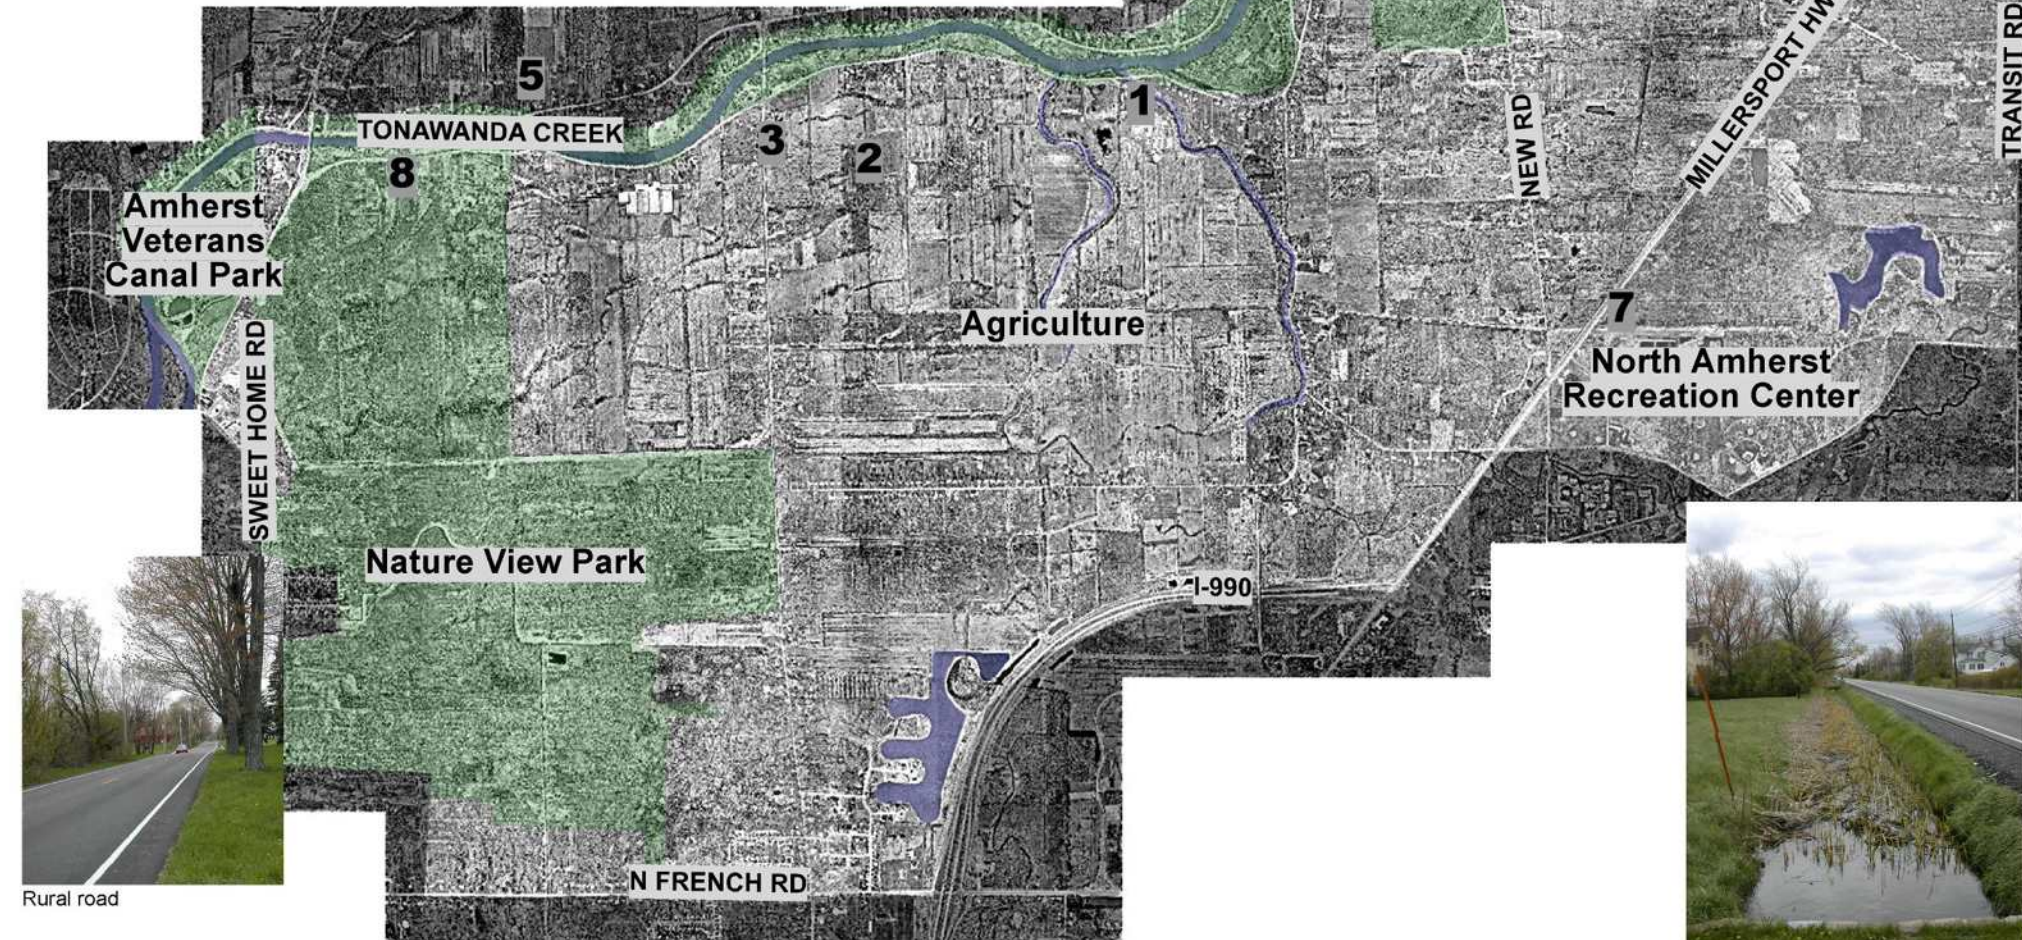 5
TONAWANDA CREEK
1
3
2
8
NEW RD
MILLERSPORT HW
TRANSIT RD
Amherst
Veterans
Canal Park
7
Agriculture
North Amherst
Recreation Center
SWEET HOME RD
Nature View Park
I-990
N FRENCH RD
Rural road